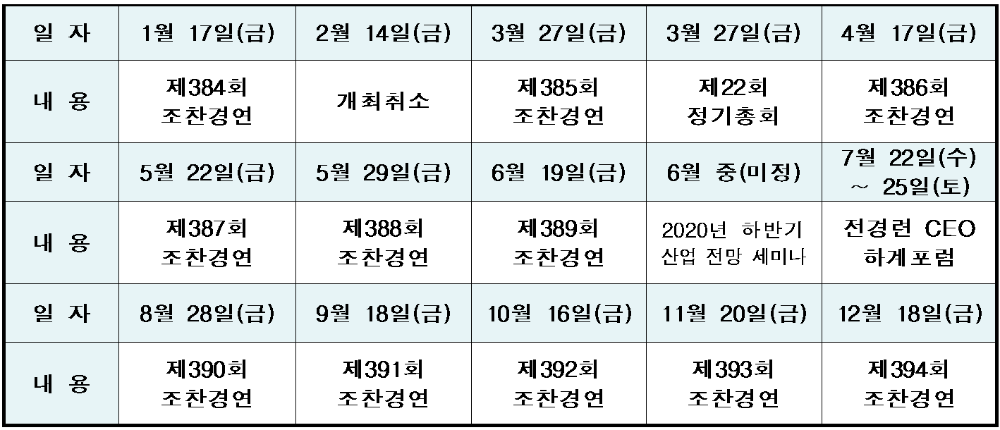 일 자 1월 17일(금) 2월 14일(금) 3월 27일(금) 3월 27일(금) 4월 17일(금)
내 용 제384회 조찬경연 개최취소 제385회 조찬경연 제22회 정기총회 제386회 조찬경연
일 자 5월 22일(금) 5월 29일(금) 6월 19일(금) 6월 중(미정) 7월 22일(수) ~ 25일(토)
내 용 제387회 조찬경연 제388회 조찬경연 제389회 조찬경연 2020년 하반기 산업 전망 세미나 전경련 CEO 하계포럼
일 자 8월 28일(금) 9월 18일(금) 10월 16일(금) 11월 20일(금) 12월 18일(금)
내 용 제390회 조찬경연 제391회 조찬경연 제392회 조찬경연 제393회 조찬경연 제394회 조찬경연